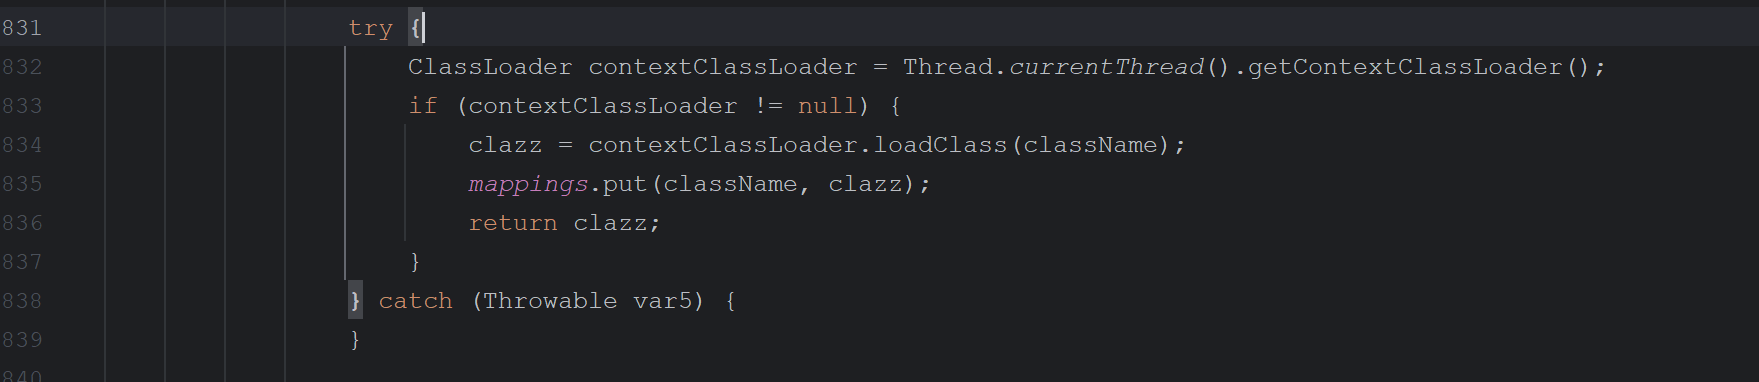 831 try {
832 ClassLoader contextClassLoader = Thread.currentThread().getContextClassLoader();
833 if (contextClassLoader != null) {
834 clazz = contextClassLoader.loadClass(className);
835 mappings.put(className, clazz);
836 return clazz;
837 }
838 } catch (Throwable var5) {
839 }
840